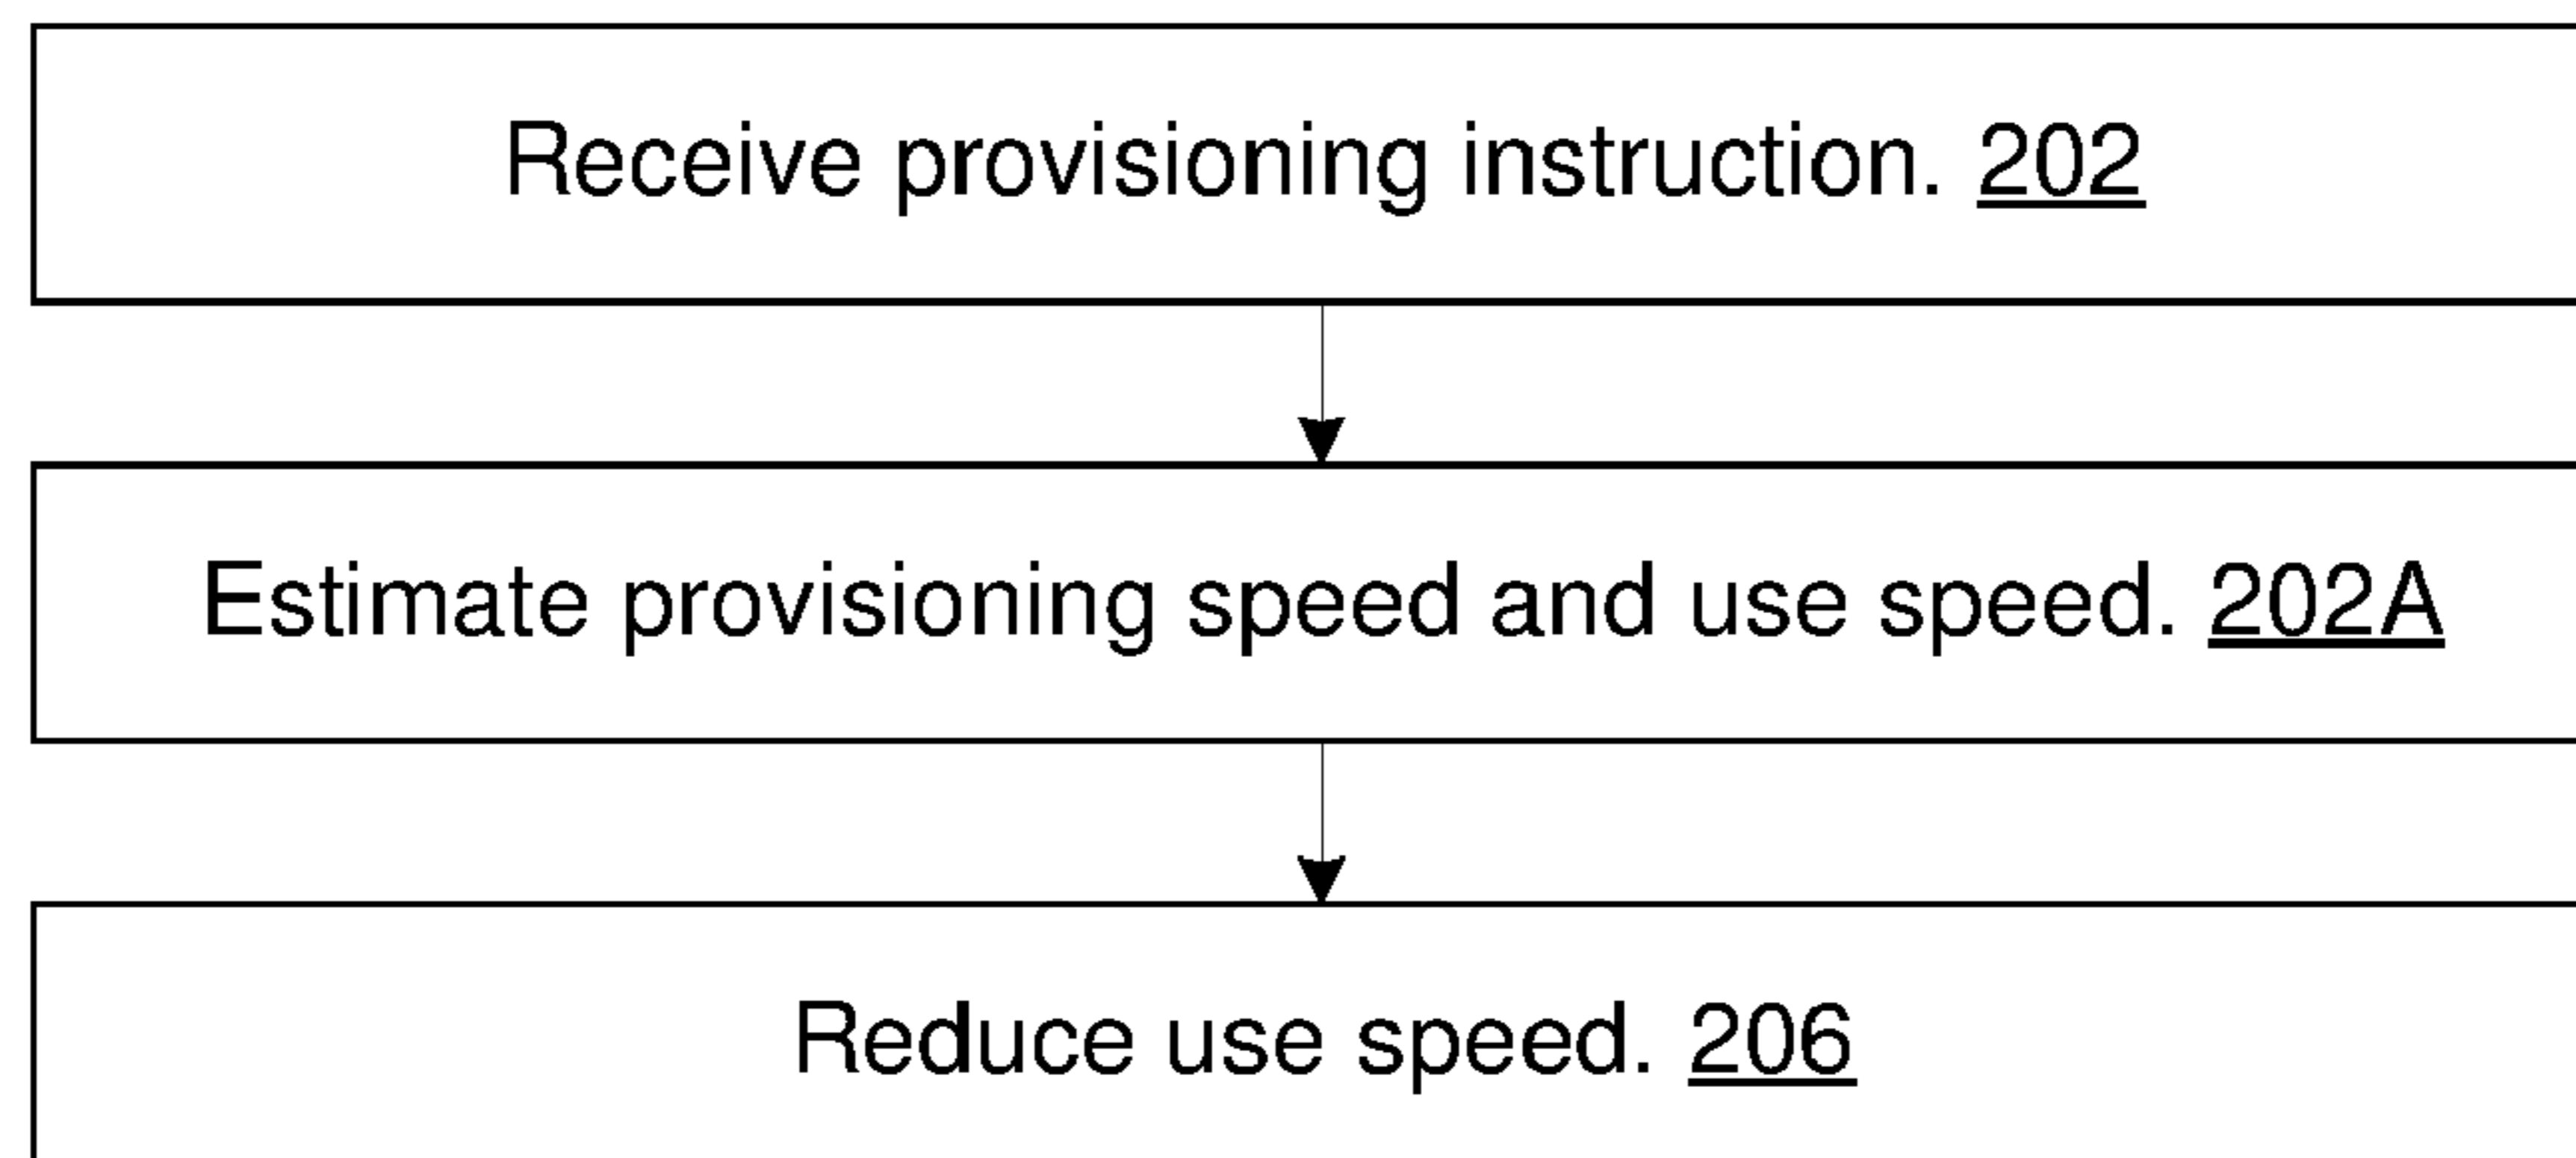 Receive provisioning instruction. 202
Estimate provisioning speed and use speed. 202A
Reduce use speed. 206